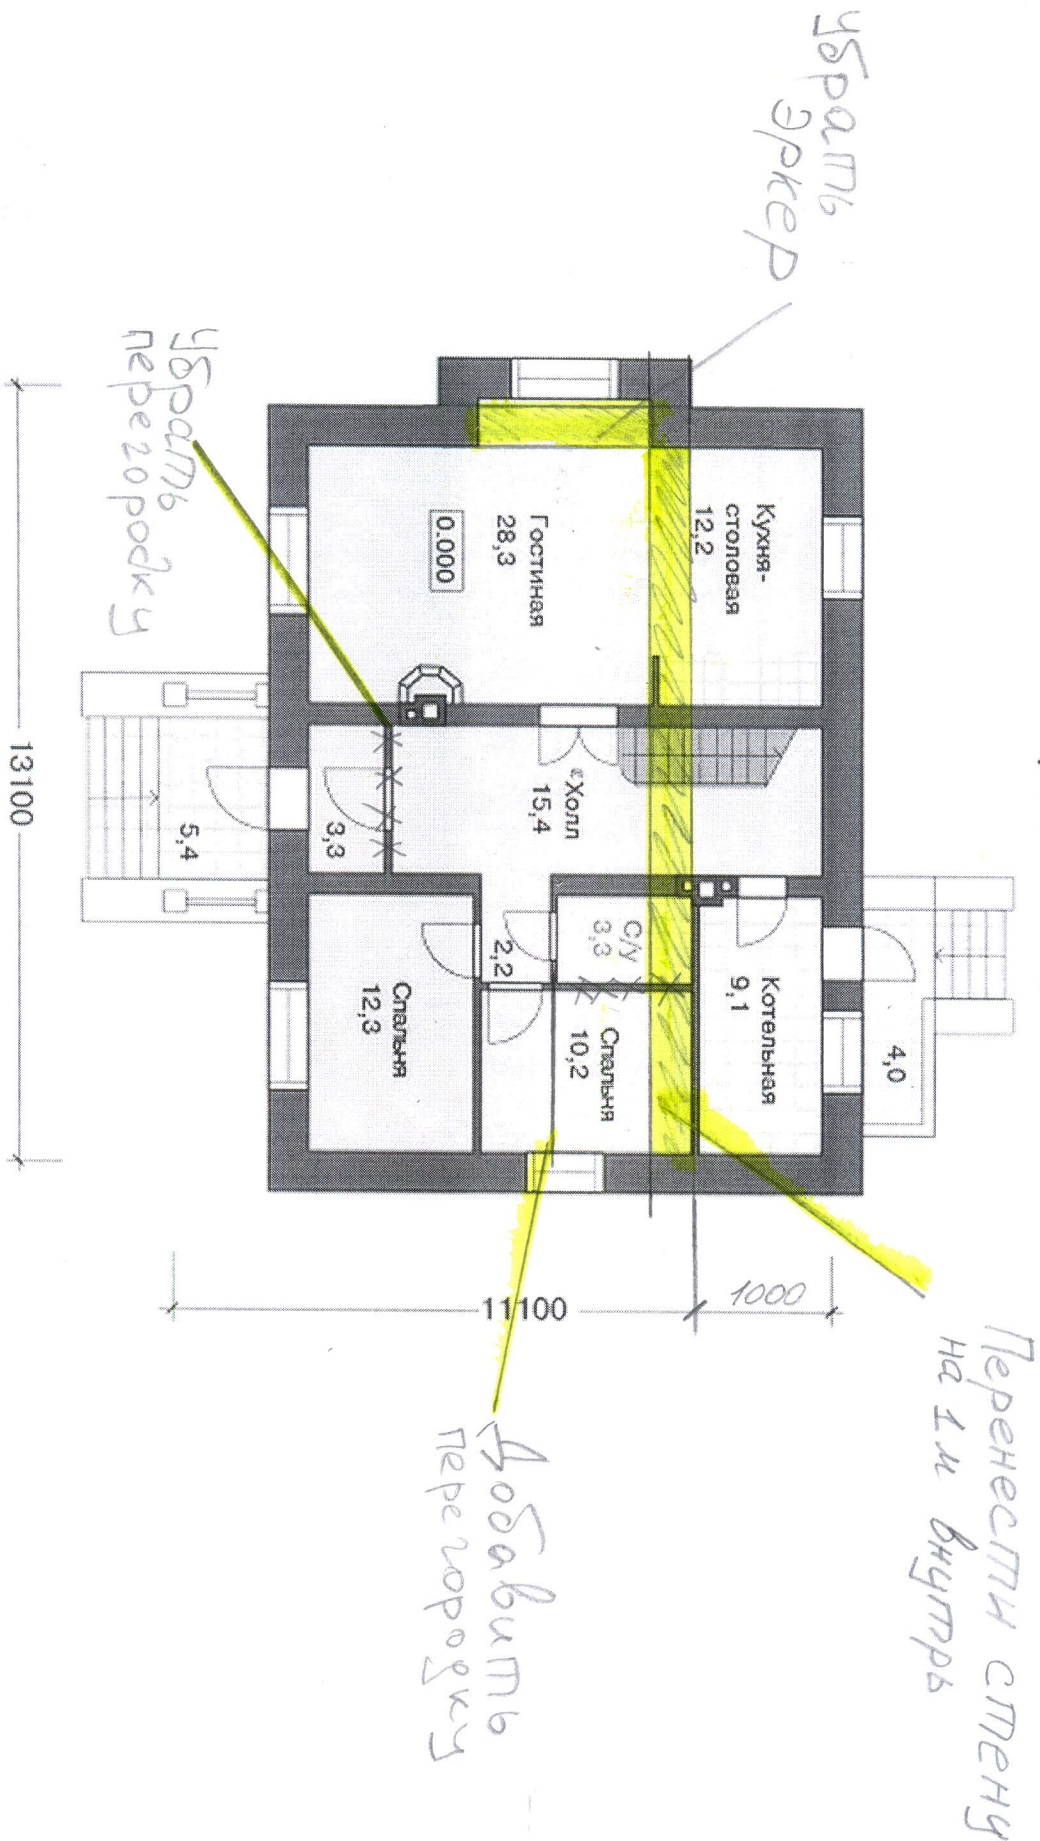 убрать
эркер
убрать
перегородку
Кухня-
столовая
12,2
Гостиная
28,3
0.000
Холл
15,4
3,3
5,4
с/у
3,3
2,2
Котельная
9,1
4,0
Спальня
10,2
Спальня
12,3
13100
11100
1000
Перенести стену
на 1м внутрь
Добавить
перегородку